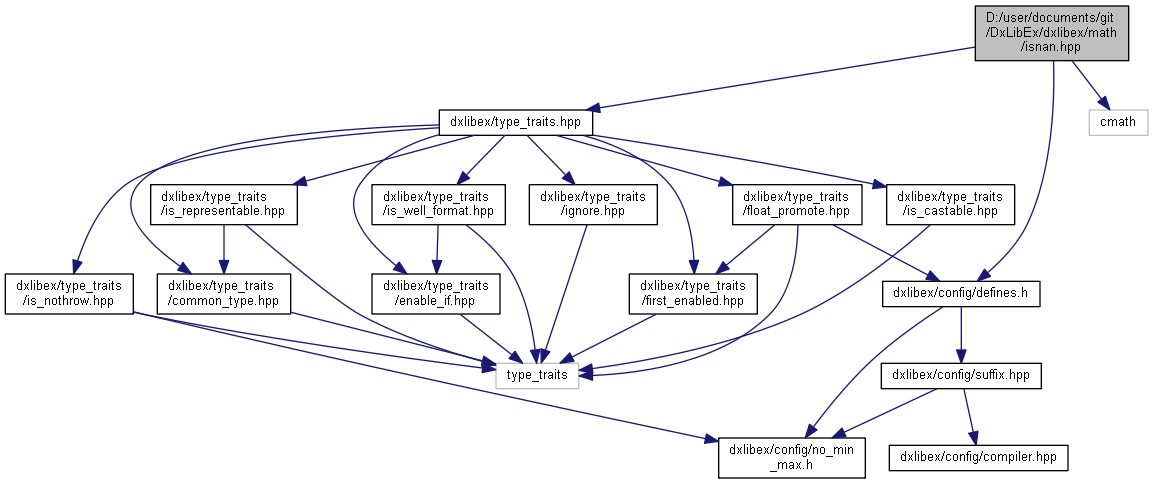 D:/user/documents/git
/DxLibEx/dxlibex/math
/isnan.hpp
dxlibex/type_traits.hpp
cmath
dxlibex/type_traits
/is_representable.hpp
dxlibex/type_traits
/is_well_format.hpp
dxlibex/type_traits
/ignore.hpp
dxlibex/type_traits
/float_promote.hpp
dxlibex/type_traits
/is_castable.hpp
dxlibex/type_traits
/is_nothrow.hpp
dxlibex/type_traits
/common_type.hpp
dxlibex/type_traits
/enable_if.hpp
dxlibex/type_traits
/first_enabled.hpp
dxlibex/config/defines.h
type_traits
dxlibex/config/suffix.hpp
dxlibex/config/no_min
_max.h
dxlibex/config/compiler.hpp